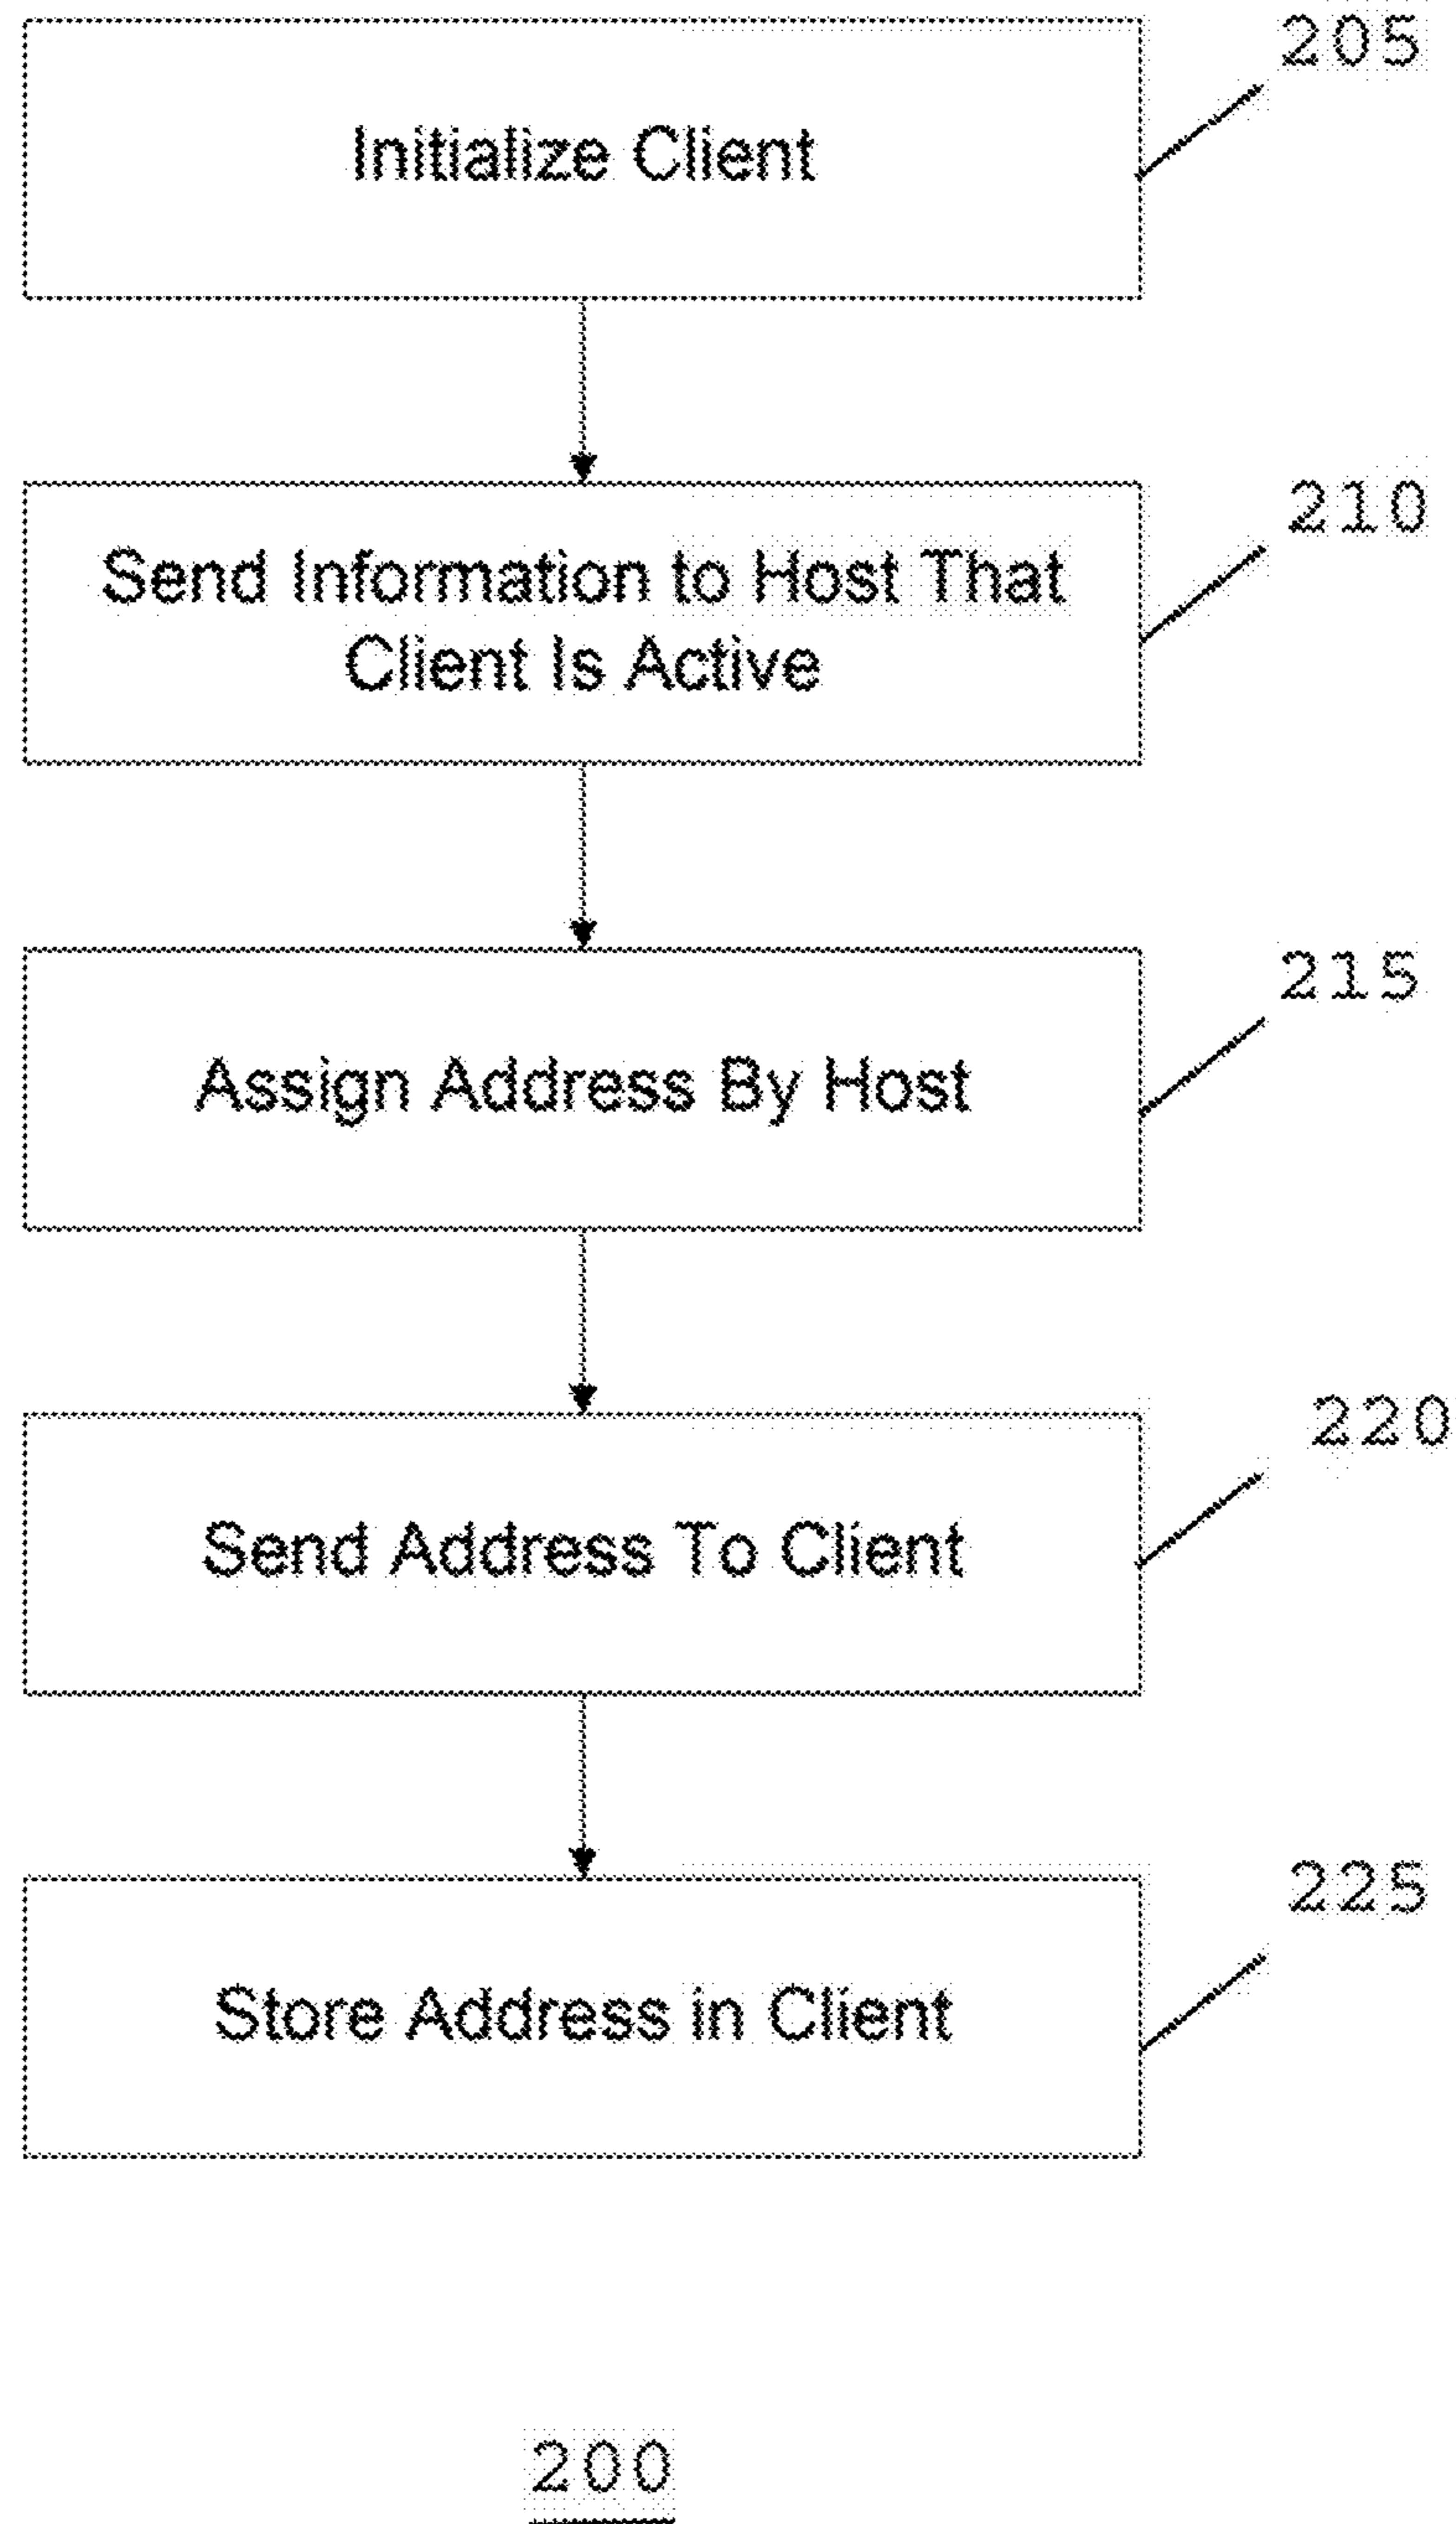 205
Initialize Client
210
Send Information to Host That
Client Is Active
215
Assign Address By Host
220
Send Address To Client
225
Store Address in Client
200